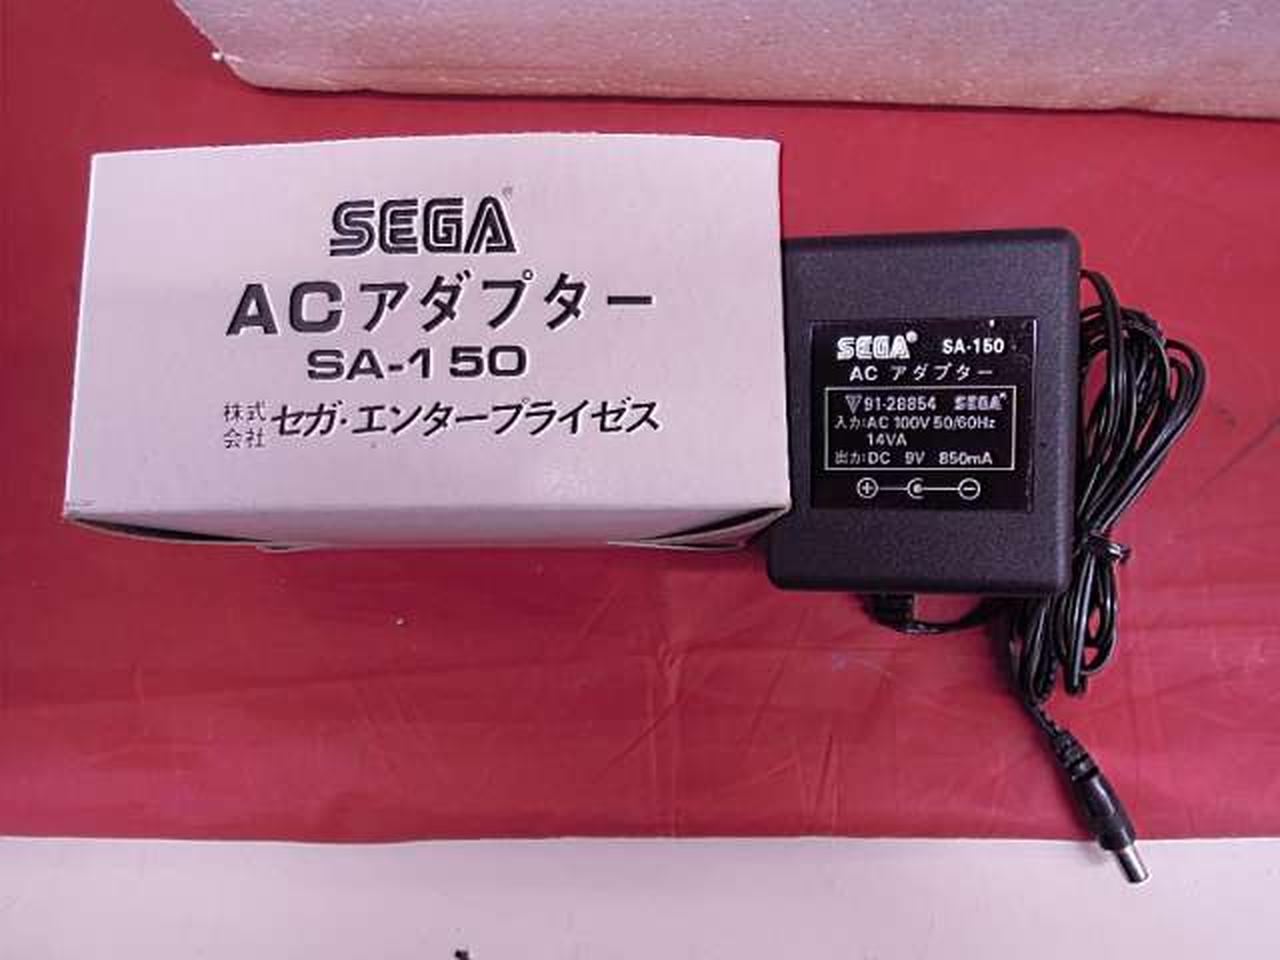 SEGA®
ACアダプター
SA-150
株式会社 セガ・エンタープライゼス
SEGA® SA-150
AC アダプター
▽91-28854 SEGA®
入力:AC 100V 50/60Hz
14VA
出力:DC 9V 850mA